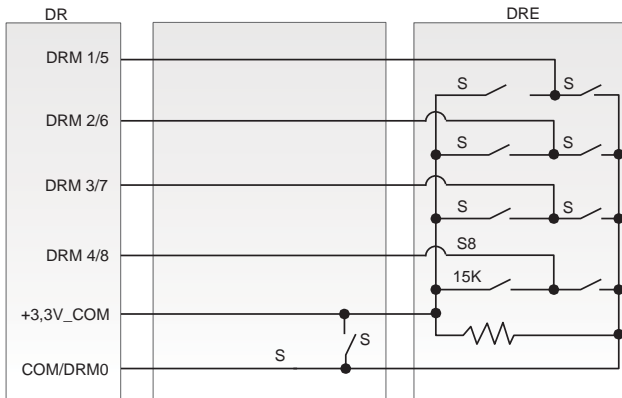 DR
DRE
DRM 1/5
S
S
DRM 2/6
S
S
DRM 3/7
S
S
DRM 4/8
S8
15K
+3,3V_COM
S
S
COM/DRM0